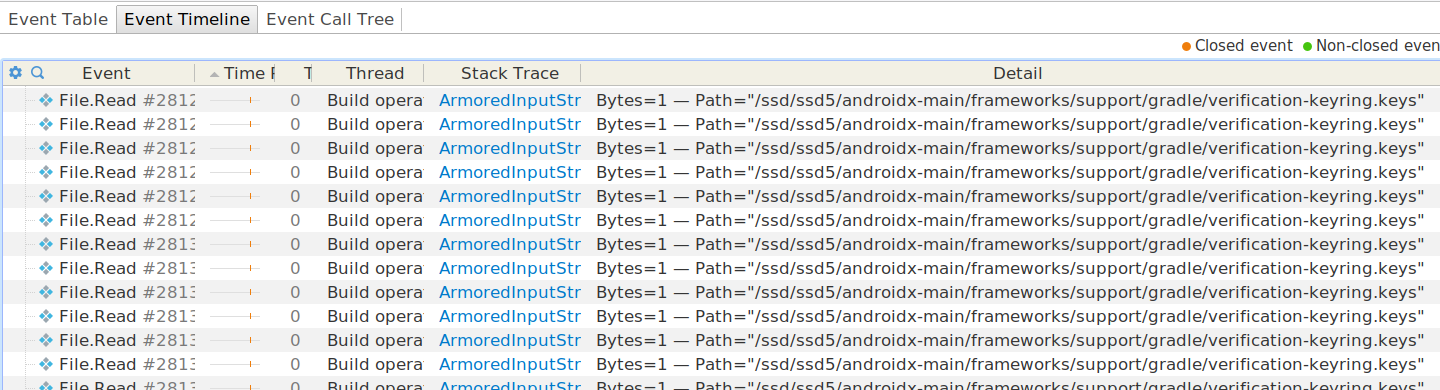 Event Table Event Timeline Event Call Tree
Closed event Non-closed even
Event Time T Thread Stack Trace Detail
File.Read #2812 0 Build opera ArmoredInputStr Bytes=1 — Path="/ssd/ssd5/androidx-main/frameworks/support/gradle/verification-keyring.keys"
File.Read #2812 0 Build opera ArmoredInputStr Bytes=1 — Path="/ssd/ssd5/androidx-main/frameworks/support/gradle/verification-keyring.keys"
File.Read #2812 0 Build opera ArmoredInputStr Bytes=1 — Path="/ssd/ssd5/androidx-main/frameworks/support/gradle/verification-keyring.keys"
File.Read #2812 0 Build opera ArmoredInputStr Bytes=1 — Path="/ssd/ssd5/androidx-main/frameworks/support/gradle/verification-keyring.keys"
File.Read #2812 0 Build opera ArmoredInputStr Bytes=1 — Path="/ssd/ssd5/androidx-main/frameworks/support/gradle/verification-keyring.keys"
File.Read #2812 0 Build opera ArmoredInputStr Bytes=1 — Path="/ssd/ssd5/androidx-main/frameworks/support/gradle/verification-keyring.keys"
File.Read #2813 0 Build opera ArmoredInputStr Bytes=1 — Path="/ssd/ssd5/androidx-main/frameworks/support/gradle/verification-keyring.keys"
File.Read #2813 0 Build opera ArmoredInputStr Bytes=1 — Path="/ssd/ssd5/androidx-main/frameworks/support/gradle/verification-keyring.keys"
File.Read #2813 0 Build opera ArmoredInputStr Bytes=1 — Path="/ssd/ssd5/androidx-main/frameworks/support/gradle/verification-keyring.keys"
File.Read #2813 0 Build opera ArmoredInputStr Bytes=1 — Path="/ssd/ssd5/androidx-main/frameworks/support/gradle/verification-keyring.keys"
File.Read #2813 0 Build opera ArmoredInputStr Bytes=1 — Path="/ssd/ssd5/androidx-main/frameworks/support/gradle/verification-keyring.keys"
File.Read #2813 0 Build opera ArmoredInputStr Bytes=1 — Path="/ssd/ssd5/androidx-main/frameworks/support/gradle/verification-keyring.keys"
File.Read #2813 0 Build opera ArmoredInputStr Bytes=1 — Path="/ssd/ssd5/androidx-main/frameworks/support/gradle/verification-keyring.keys"